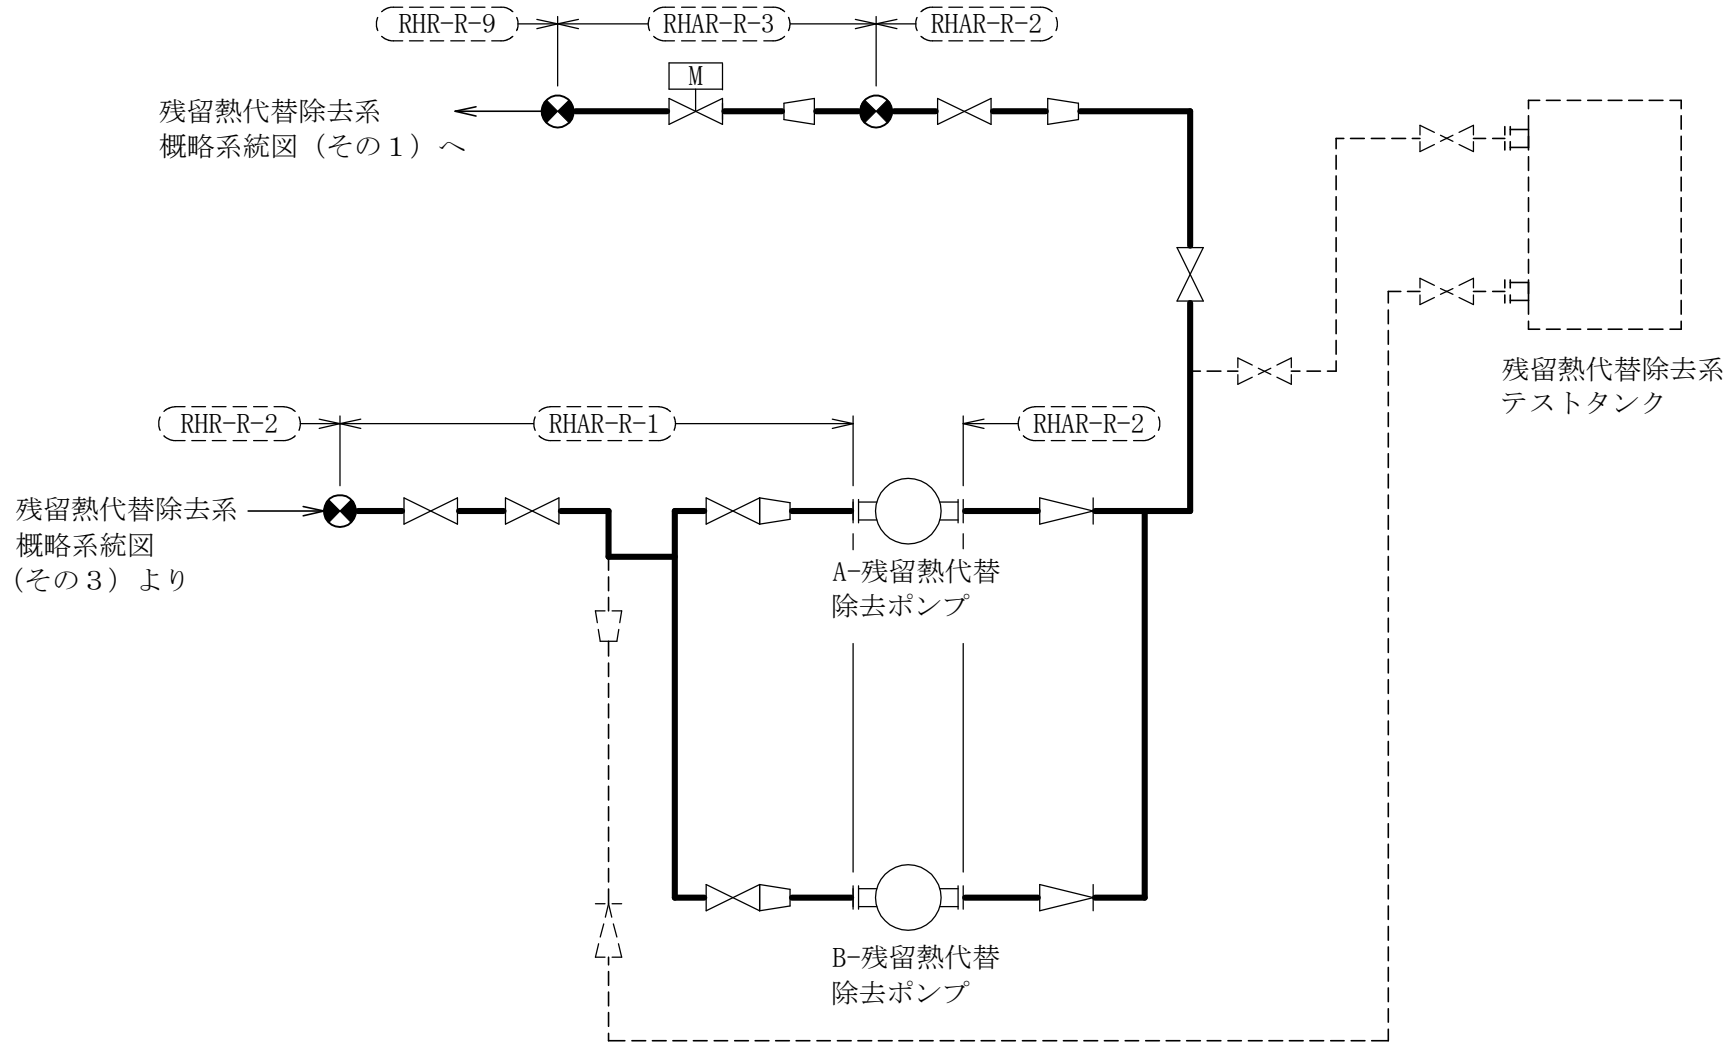 RHR-R-9
RHAR-R-3
RHAR-R-2
M
残留熱代替除去系
概略系統図（その１）へ
残留熱代替除去系
テストタンク
RHR-R-2
RHAR-R-1
RHAR-R-2
残留熱代替除去系
概略系統図
（その３）より
A-残留熱代替
除去ポンプ
B-残留熱代替
除去ポンプ